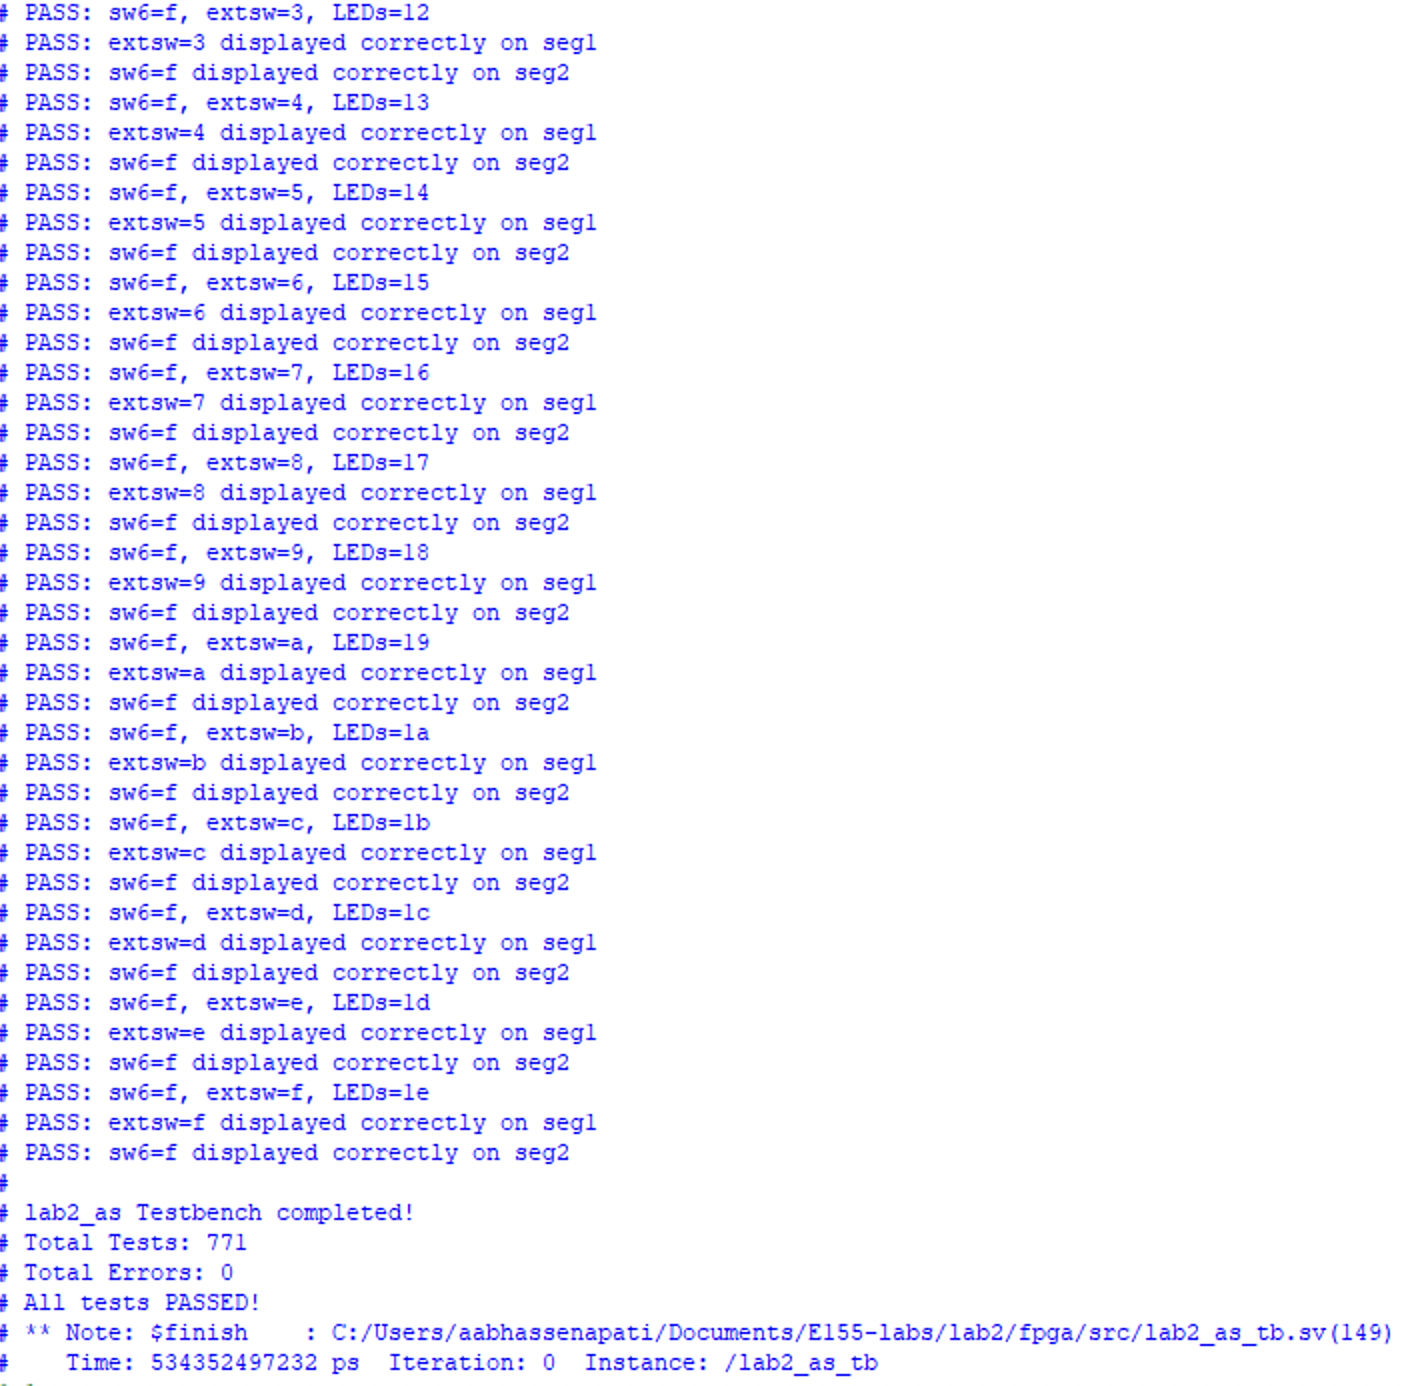 # PASS: sw6=f, extsw=3, LEDs=12
# PASS: extsw=3 displayed correctly on seg1
# PASS: sw6=f displayed correctly on seg2
# PASS: sw6=f, extsw=4, LEDs=13
# PASS: extsw=4 displayed correctly on seg1
# PASS: sw6=f displayed correctly on seg2
# PASS: sw6=f, extsw=5, LEDs=14
# PASS: extsw=5 displayed correctly on seg1
# PASS: sw6=f displayed correctly on seg2
# PASS: sw6=f, extsw=6, LEDs=15
# PASS: extsw=6 displayed correctly on seg1
# PASS: sw6=f displayed correctly on seg2
# PASS: sw6=f, extsw=7, LEDs=16
# PASS: extsw=7 displayed correctly on seg1
# PASS: sw6=f displayed correctly on seg2
# PASS: sw6=f, extsw=8, LEDs=17
# PASS: extsw=8 displayed correctly on seg1
# PASS: sw6=f displayed correctly on seg2
# PASS: sw6=f, extsw=9, LEDs=18
# PASS: extsw=9 displayed correctly on seg1
# PASS: sw6=f displayed correctly on seg2
# PASS: sw6=f, extsw=a, LEDs=19
# PASS: extsw=a displayed correctly on seg1
# PASS: sw6=f displayed correctly on seg2
# PASS: sw6=f, extsw=b, LEDs=1a
# PASS: extsw=b displayed correctly on seg1
# PASS: sw6=f displayed correctly on seg2
# PASS: sw6=f, extsw=c, LEDs=1b
# PASS: extsw=c displayed correctly on seg1
# PASS: sw6=f displayed correctly on seg2
# PASS: sw6=f, extsw=d, LEDs=1c
# PASS: extsw=d displayed correctly on seg1
# PASS: sw6=f displayed correctly on seg2
# PASS: sw6=f, extsw=e, LEDs=1d
# PASS: extsw=e displayed correctly on seg1
# PASS: sw6=f displayed correctly on seg2
# PASS: sw6=f, extsw=f, LEDs=1e
# PASS: extsw=f displayed correctly on seg1
# PASS: sw6=f displayed correctly on seg2
#
# lab2_as Testbench completed!
# Total Tests: 771
# Total Errors: 0
# All tests PASSED!
# ** Note: $finish    : C:/Users/aabhassenapati/Documents/E155-labs/lab2/fpga/src/lab2_as_tb.sv(149)
#    Time: 534352497232 ps  Iteration: 0  Instance: /lab2_as_tb